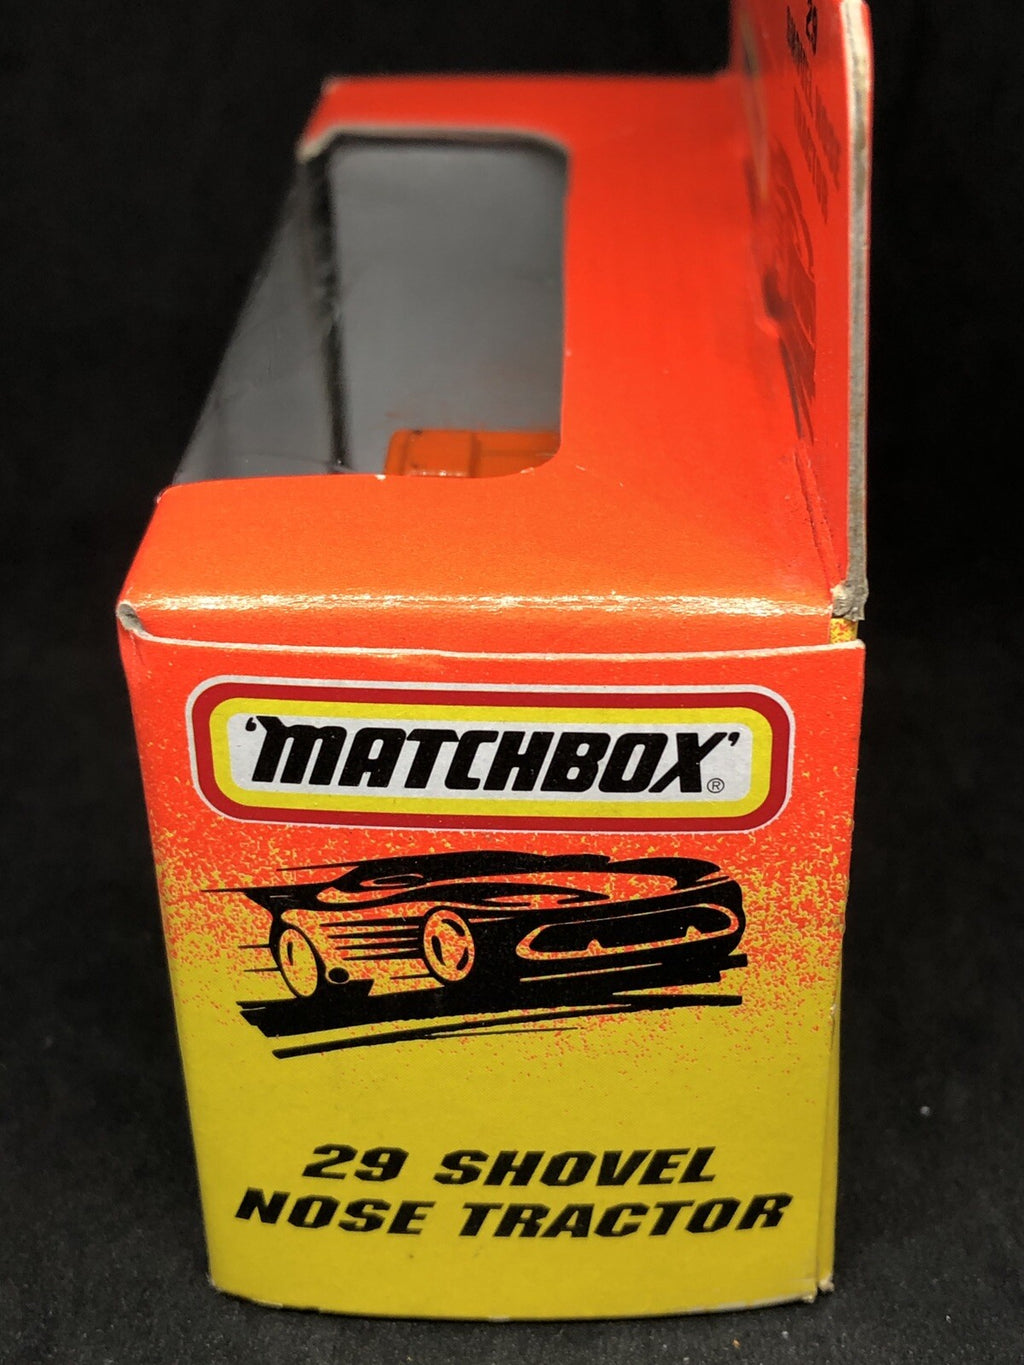 'MATCHBOX'®
29 SHOVEL
NOSE TRACTOR